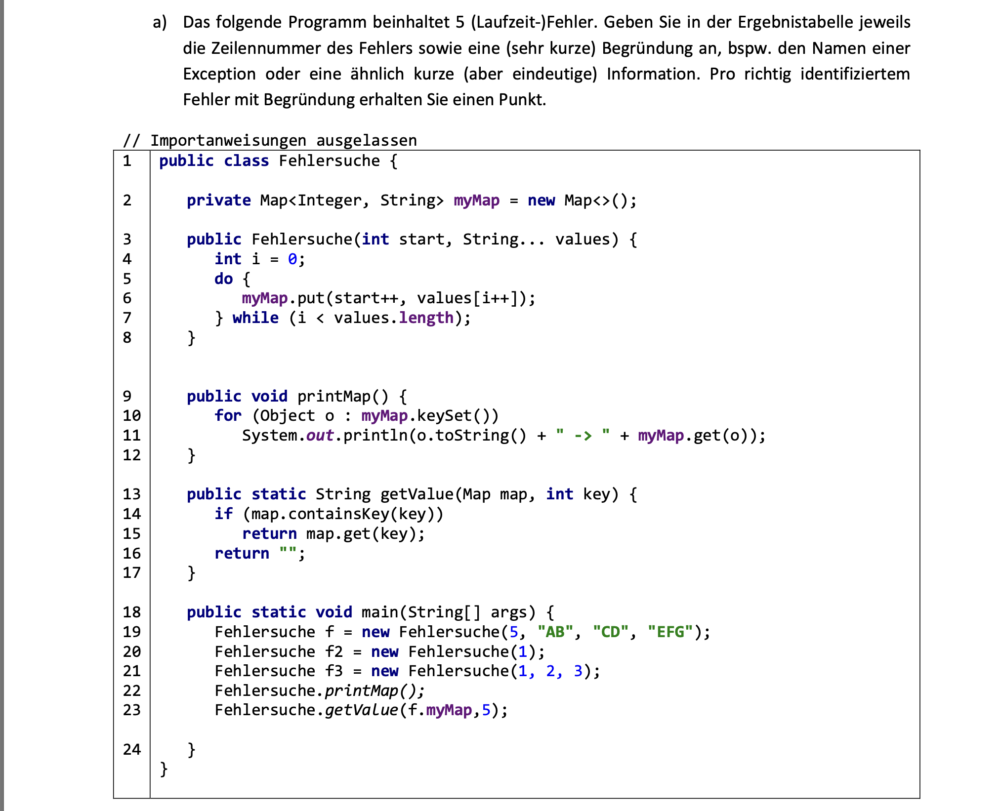 a) Das folgende Programm beinhaltet 5 (Laufzeit-)Fehler. Geben Sie in der Ergebnistabelle jeweils
die Zeilennummer des Fehlers sowie eine (sehr kurze) Begründung an, bspw. den Namen einer
Exception oder eine ähnlich kurze (aber eindeutige) Information. Pro richtig identifiziertem
Fehler mit Begründung erhalten Sie einen Punkt.
// Importanweisungen ausgelassen
1 public class Fehlersuche {
2 private Map<Integer, String> myMap = new Map<>();
3 public Fehlersuche(int start, String... values) {
4 int i = 0;
5 do {
6 myMap.put(start++, values[i++]);
7 } while (i < values.length);
8 }
9 public void printMap() {
10 for (Object o : myMap.keySet())
11 System.out.println(o.toString() + " -> " + myMap.get(o));
12 }
13 public static String getValue(Map map, int key) {
14 if (map.containsKey(key))
15 return map.get(key);
16 return "";
17 }
18 public static void main(String[] args) {
19 Fehlersuche f = new Fehlersuche(5, "AB", "CD", "EFG");
20 Fehlersuche f2 = new Fehlersuche(1);
21 Fehlersuche f3 = new Fehlersuche(1, 2, 3);
22 Fehlersuche.printMap();
23 Fehlersuche.getValue(f.myMap,5);
24 }
}